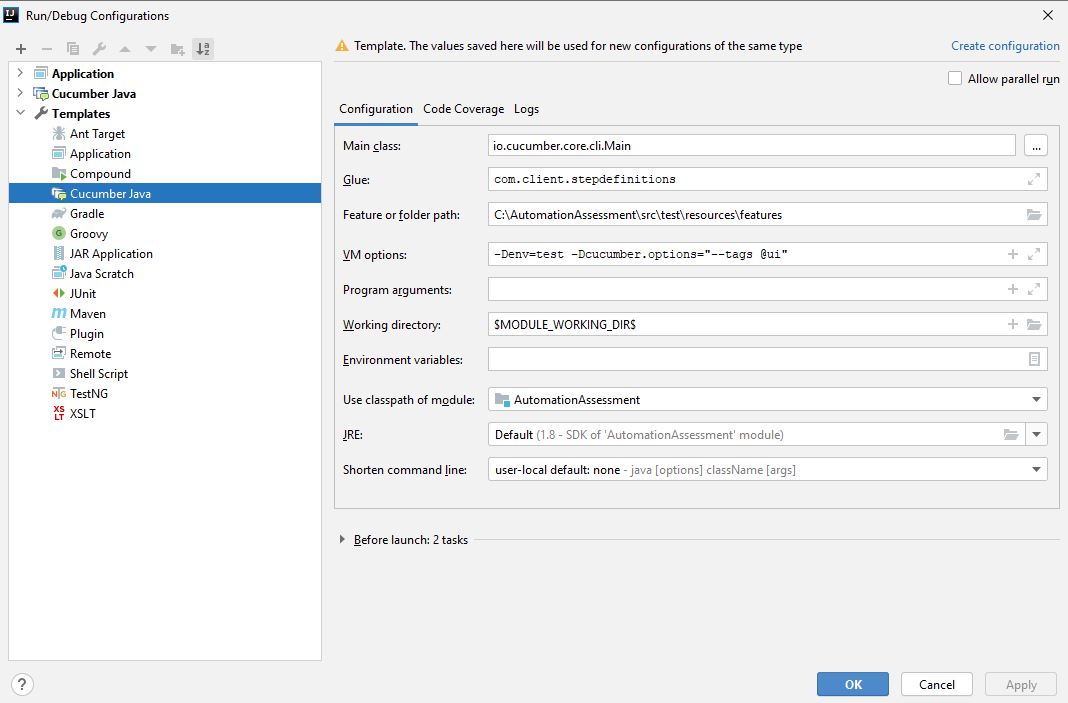 Run/Debug Configurations
Template. The values saved here will be used for new configurations of the same type
Create configuration
Allow parallel run
Application
Cucumber Java
Templates
Ant Target
Application
Compound
Cucumber Java
Gradle
Groovy
JAR Application
Java Scratch
JUnit
Maven
Plugin
Remote
Shell Script
TestNG
XSLT
Configuration Code Coverage Logs
Main class: io.cucumber.core.cli.Main ...
Glue: com.client.stepdefinitions
Feature or folder path: C:\AutomationAssessment\src\test\resources\features
VM options: -Denv=test -Dcucumber.options="--tags @ui"
Program arguments:
Working directory: $MODULE_WORKING_DIR$
Environment variables:
Use classpath of module: AutomationAssessment
JRE: Default (1.8 - SDK of 'AutomationAssessment' module)
Shorten command line: user-local default: none - java [options] className [args]
Before launch: 2 tasks
? OK Cancel Apply